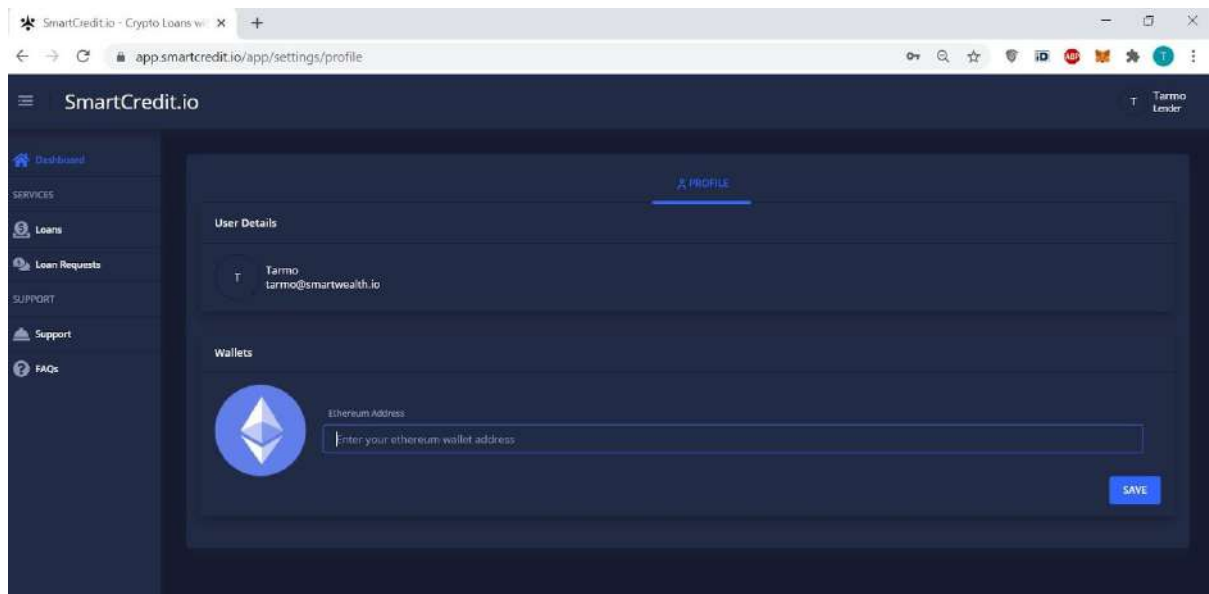 SmartCredit.io - Crypto Loans wi
app.smartcredit.io/app/settings/profile
iD
ABP
T
SmartCredit.io
T
Tarmo
Lender
Dashboard
PROFILE
SERVICES
Loans
Loan Requests
SUPPORT
Support
FAQs
User Details
T
Tarmo
tarmo@smartwealth.io
Wallets
Ethereum Address
Enter your ethereum wallet address
SAVE